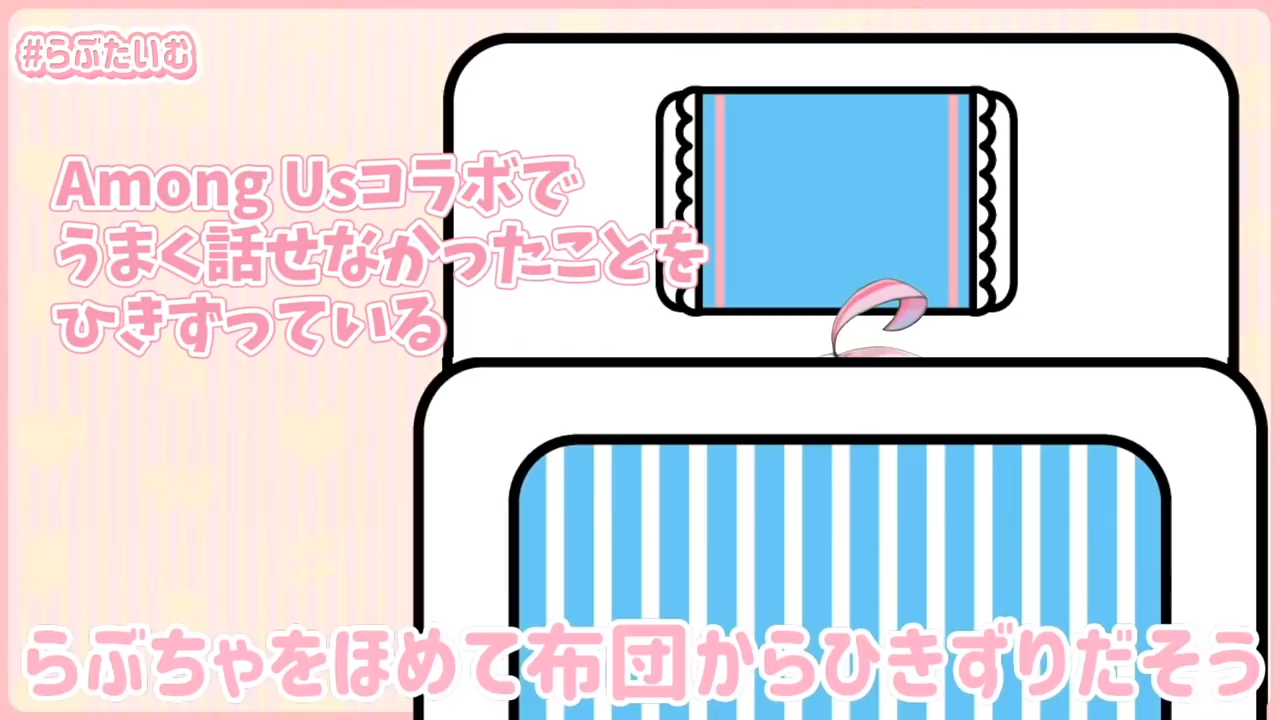 #らぶたいむ
Among Usコラボで
うまく話せなかったことを
ひきずっている
らぶちゃをほめて布団からひきずりだそう